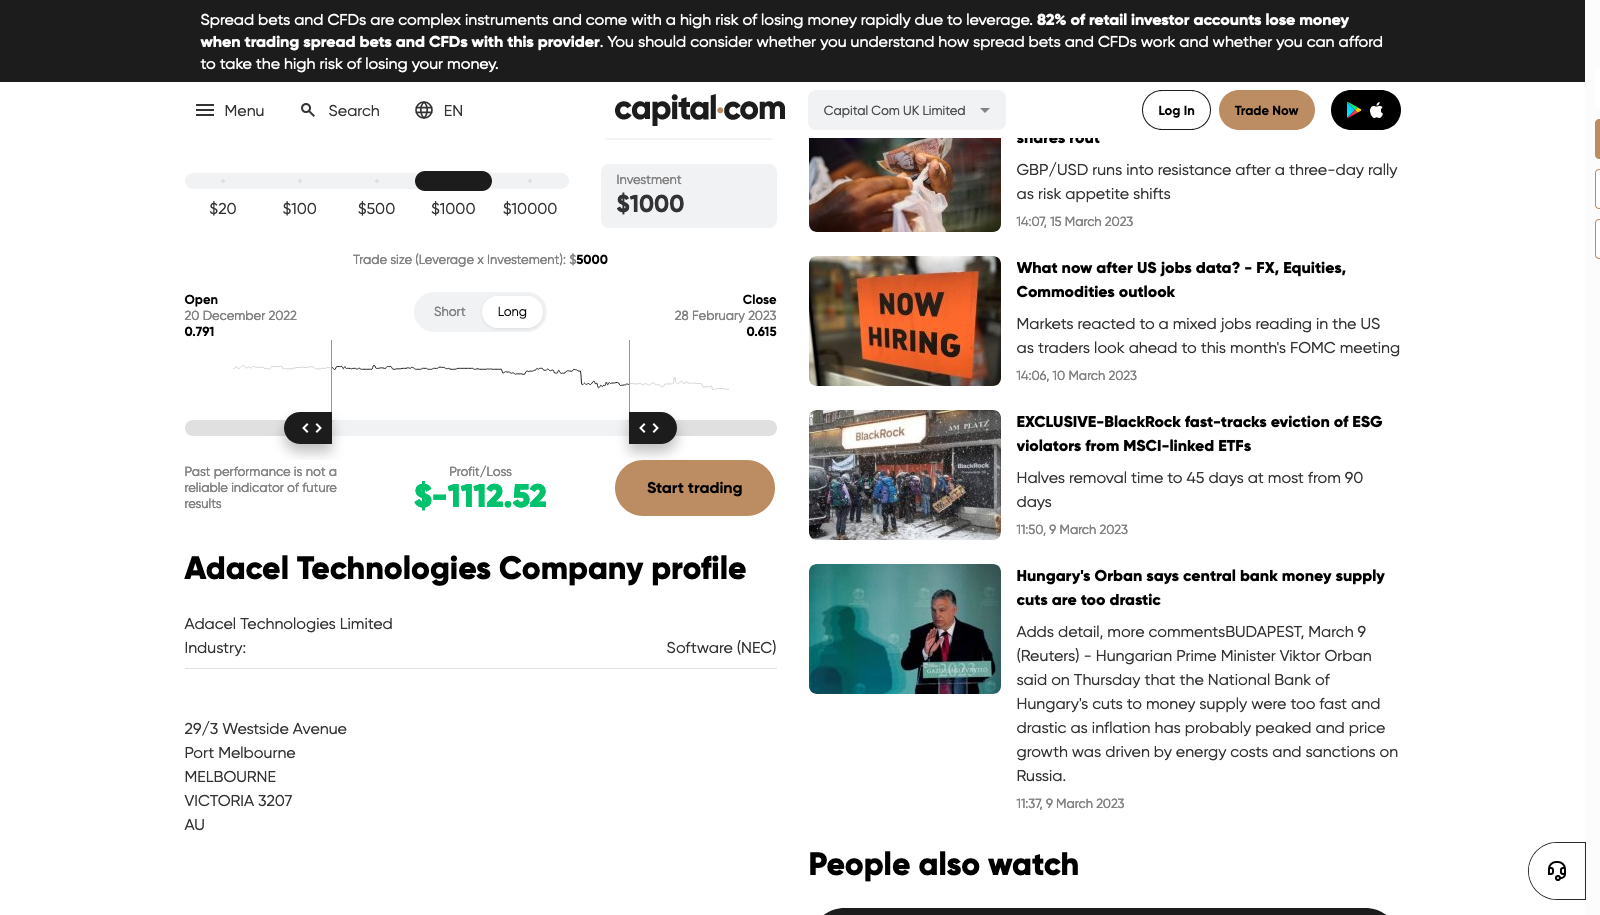 Spread bets and CFDs are complex instruments and come with a high risk of losing money rapidly due to leverage. 82% of retail investor accounts lose money
when trading spread bets and CFDs with this provider. You should consider whether you understand how spread bets and CFDs work and whether you can afford
to take the high risk of losing your money.
Menu
Search
EN
capital.com
Capital Com UK Limited
Log In
Trade Now
$20
$100
$500
$1000
$10000
Investment
$1000
Trade size (Leverage x Investement): $5000
Open
20 December 2022
0.791
Short
Long
Close
28 February 2023
0.615
Past performance is not a
reliable indicator of future
results
Profit/Loss
$-1112.52
Start trading
Adacel Technologies Company profile
Adacel Technologies Limited
Industry:
Software (NEC)
29/3 Westside Avenue
Port Melbourne
MELBOURNE
VICTORIA 3207
AU
shares rout
GBP/USD runs into resistance after a three-day rally
as risk appetite shifts
14:07, 15 March 2023
NOW
HIRING
What now after US jobs data? - FX, Equities,
Commodities outlook
Markets reacted to a mixed jobs reading in the US
as traders look ahead to this month's FOMC meeting
14:06, 10 March 2023
BlackRock
AM PLATZ
BlackRock
EXCLUSIVE-BlackRock fast-tracks eviction of ESG
violators from MSCI-linked ETFs
Halves removal time to 45 days at most from 90
days
11:50, 9 March 2023
Hungary's Orban says central bank money supply
cuts are too drastic
Adds detail, more commentsBUDAPEST, March 9
(Reuters) - Hungarian Prime Minister Viktor Orban
said on Thursday that the National Bank of
Hungary's cuts to money supply were too fast and
drastic as inflation has probably peaked and price
growth was driven by energy costs and sanctions on
Russia.
11:37, 9 March 2023
People also watch